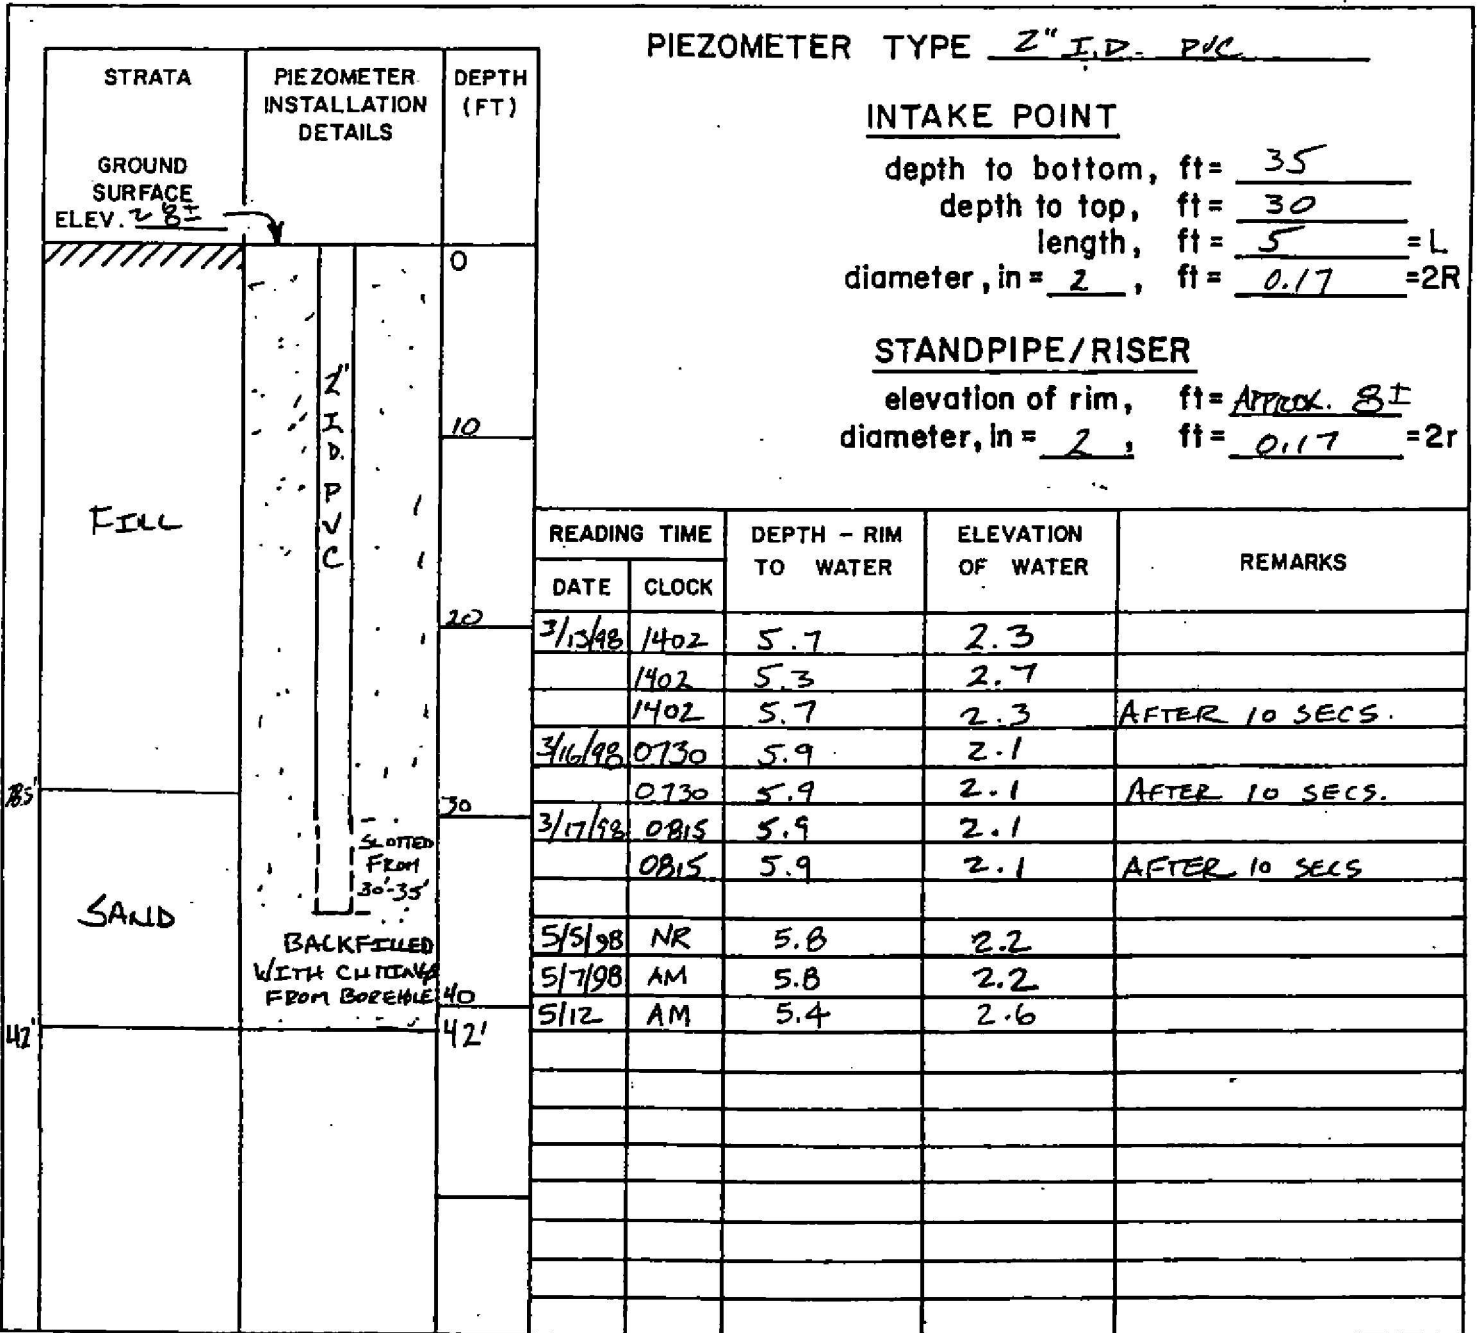 PIEZOMETER TYPE 2" I.D. PVC
STRATA
GROUND
SURFACE
ELEV. ~ 8±
PIEZOMETER
INSTALLATION
DETAILS
DEPTH
(FT)
INTAKE POINT
depth to bottom, ft= 35
depth to top, ft= 30
length, ft= 5 =L
diameter, in= 2 , ft= 0.17 =2R
STANDPIPE/RISER
elevation of rim, ft= APPROX. 8±
diameter, in= 2 , ft= 0.17 =2r
0
10
20
30
40
42'
FILL
SAND
42'
2"
I.
D.
P
V
C
SLOTTED
FROM
30'-35'
BACKFILLED
WITH CUTTINGS
FROM BOREHOLE
READING TIME DEPTH – RIM TO WATER ELEVATION OF WATER REMARKS
DATE CLOCK
3/13/98 1402 5.7 2.3
1402 5.3 2.7
1402 5.7 2.3 AFTER 10 SECS.
3/16/98 0730 5.9 2.1
0730 5.9 2.1 AFTER 10 SECS.
3/17/98 0815 5.9 2.1
0815 5.9 2.1 AFTER 10 SECS
5/5/98 NR 5.8 2.2
5/7/98 AM 5.8 2.2
5/12 AM 5.4 2.6